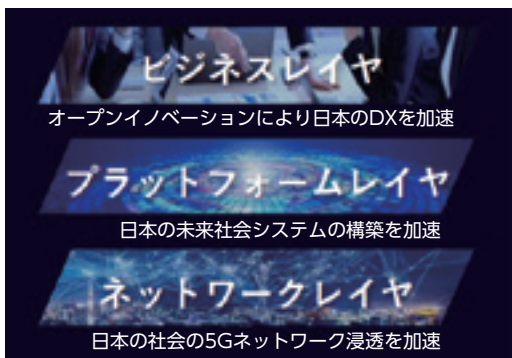 ビジネスレイヤ
オープンイノベーションにより日本のDXを加速
プラットフォームレイヤ
日本の未来社会システムの構築を加速
ネットワークレイヤ
日本の社会の5Gネットワーク浸透を加速